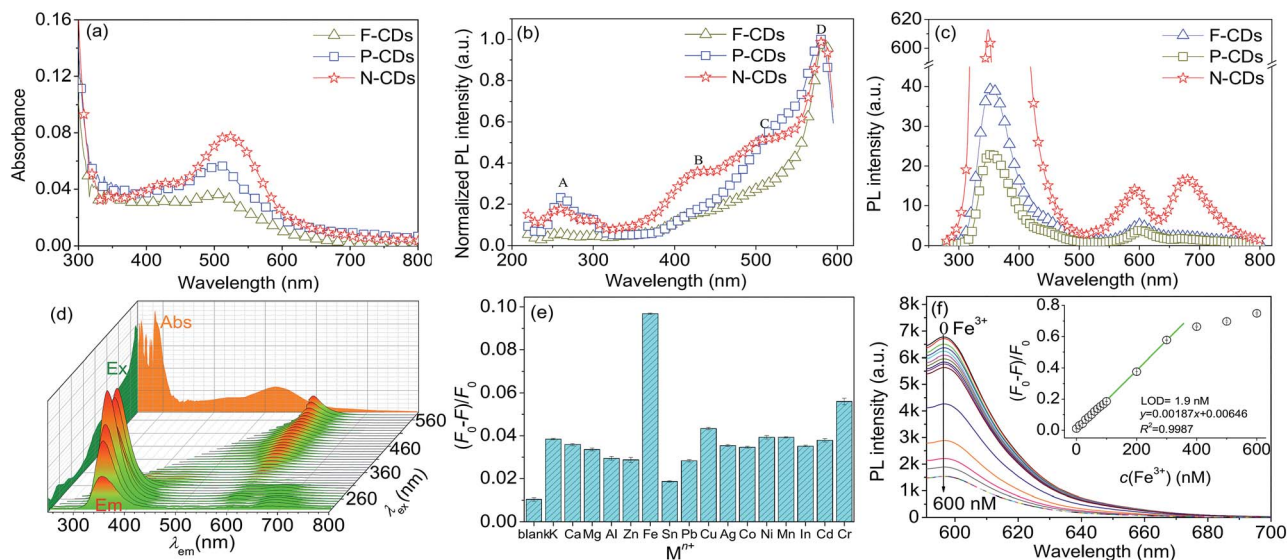 (a)
F-CDs
P-CDs
N-CDs
0.16
0.12
0.08
0.04
0.00
Absorbance
300 400 500 600 700 800
Wavelength (nm)
(b)
F-CDs
P-CDs
N-CDs
A
B
C
D
1.0
0.8
0.6
0.4
0.2
0.0
Normalized PL intensity (a.u.)
200 300 400 500 600
Wavelength (nm)
(c)
F-CDs
P-CDs
N-CDs
620
600
40
30
20
10
0
PL intensity (a.u.)
300 400 500 600 700 800
Wavelength (nm)
(d)
Abs
Ex
Em
560
460
360
260
λex (nm)
300 400 500 600 700 800
λem(nm)
(e)
0.10
0.08
0.06
0.04
0.02
0.00
(F0-F)/F0
blank K Ca Mg Al Zn Fe Sn Pb Cu Ag Co Ni Mn In Cd Cr
Mn+
(f)
0 Fe3+
600 nM
8k
7k
6k
5k
4k
3k
2k
1k
0
PL intensity (a.u.)
600 620 640 660 680 700
Wavelength (nm)
0.8
0.6
0.4
0.2
0.0
(F0-F)/F0
LOD= 1.9 nM
y=0.00187x+0.00646
R2=0.9987
0 100 200 300 400 500 600
c(Fe3+) (nM)